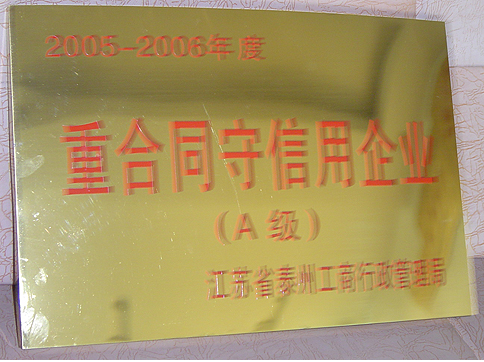 2005-2006年度
重合同守信用企业
(A级)
江苏省泰州工商行政管理局